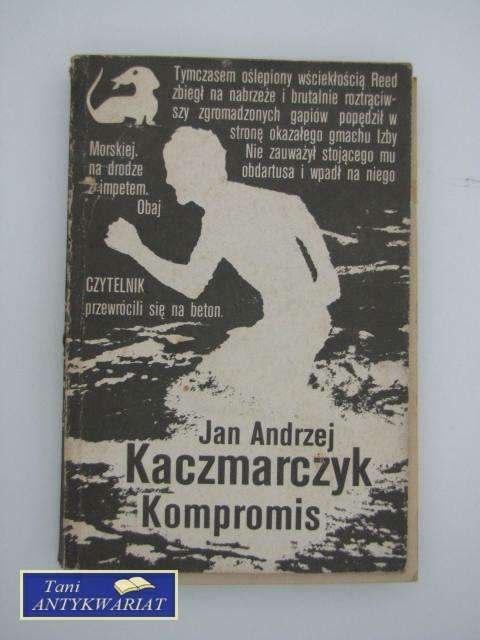 Tymczasem oślepiony wściekłością Reed
zbiegł na nabrzeże i brutalnie roztrąciw-
szy zgromadzonych gapiów popędził w
stronę okazałego gmachu Izby
Morskiej. Nie zauważył stojącego mu
na drodze obdartusa i wpadł na niego
z impetem.
Obaj
CZYTELNIK
przewrócili się na beton.
Jan Andrzej
Kaczmarczyk
Kompromis
Tani
ANTYKWARIAT